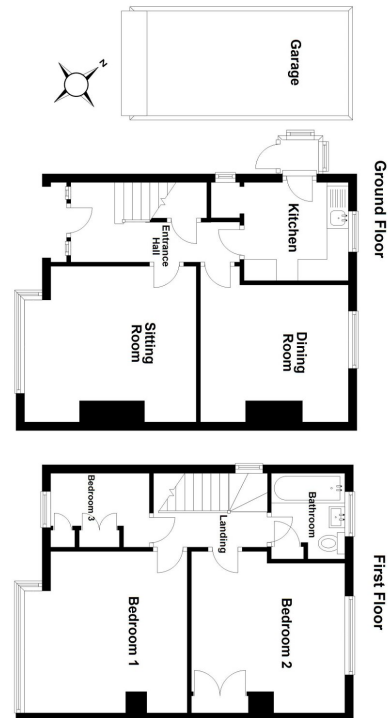 Ground Floor
Garage
N
Kitchen
Entrance
Hall
Dining
Room
Sitting
Room
First Floor
Bathroom
Landing
Bedroom 3
Bedroom 2
Bedroom 1